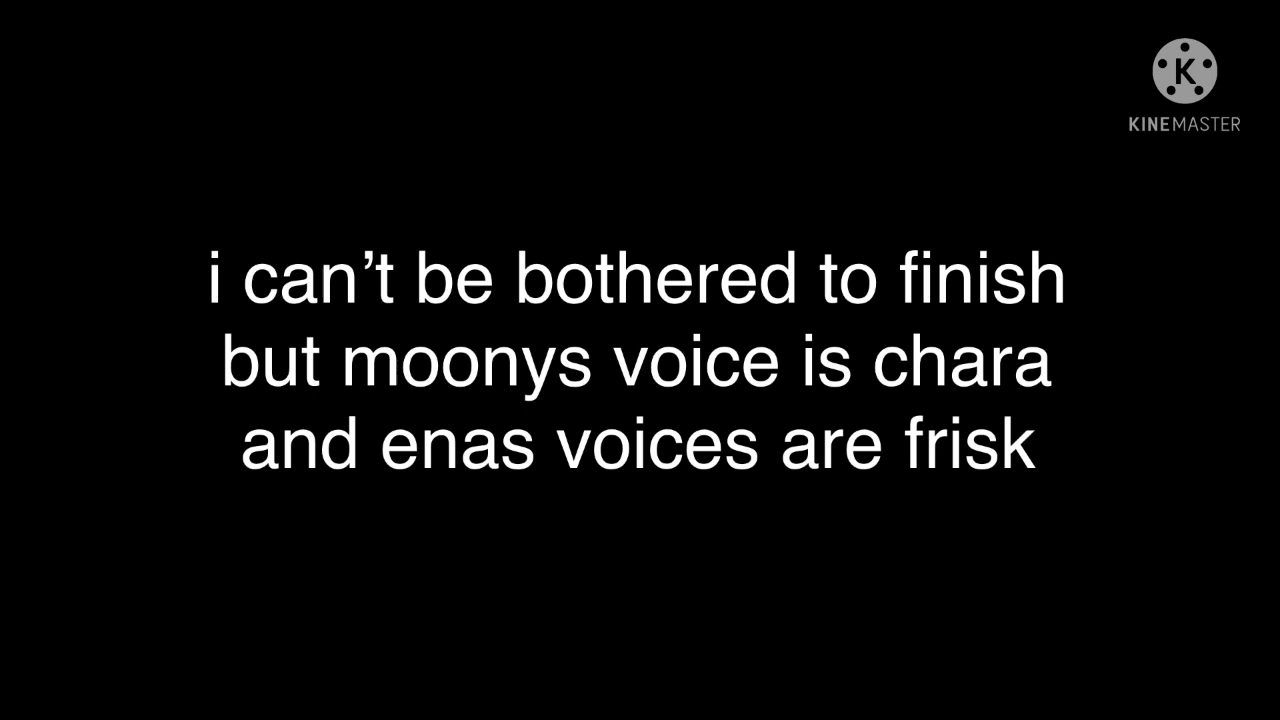 K
KINEMASTER
i can’t be bothered to finish
but moonys voice is chara
and enas voices are frisk